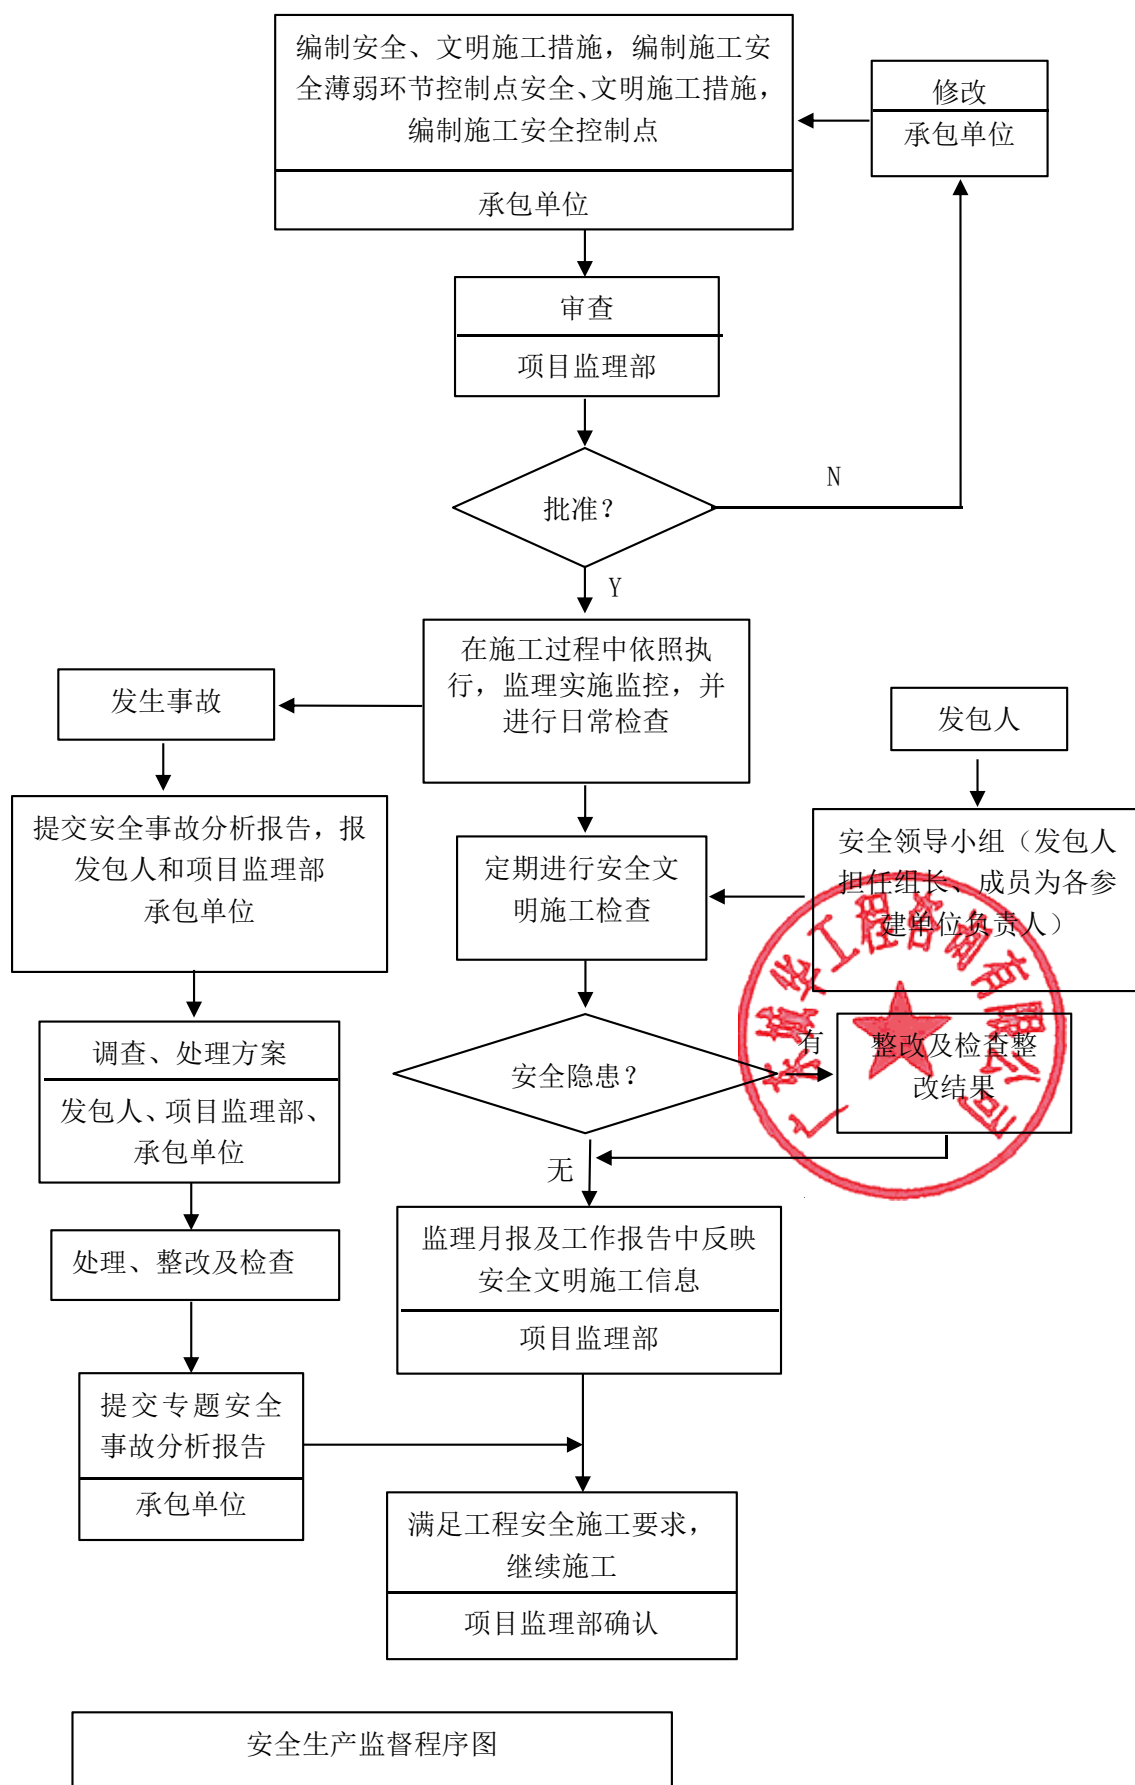 编制安全、文明施工措施，编制施工安
全薄弱环节控制点安全、文明施工措施，
编制施工安全控制点
承包单位
修改
承包单位
审查
项目监理部
批准？
N
Y
在施工过程中依照执
行，监理实施监控，并
进行日常检查
发生事故
发包人
提交安全事故分析报告，报
发包人和项目监理部
承包单位
定期进行安全文
明施工检查
安全领导小组（发包人
担任组长、成员为各参
建单位负责人）
调查、处理方案
发包人、项目监理部、
承包单位
安全隐患？
有
整改及检查整
改结果
无
处理、整改及检查
监理月报及工作报告中反映
安全文明施工信息
项目监理部
提交专题安全
事故分析报告
承包单位
满足工程安全施工要求，
继续施工
项目监理部确认
安全生产监督程序图